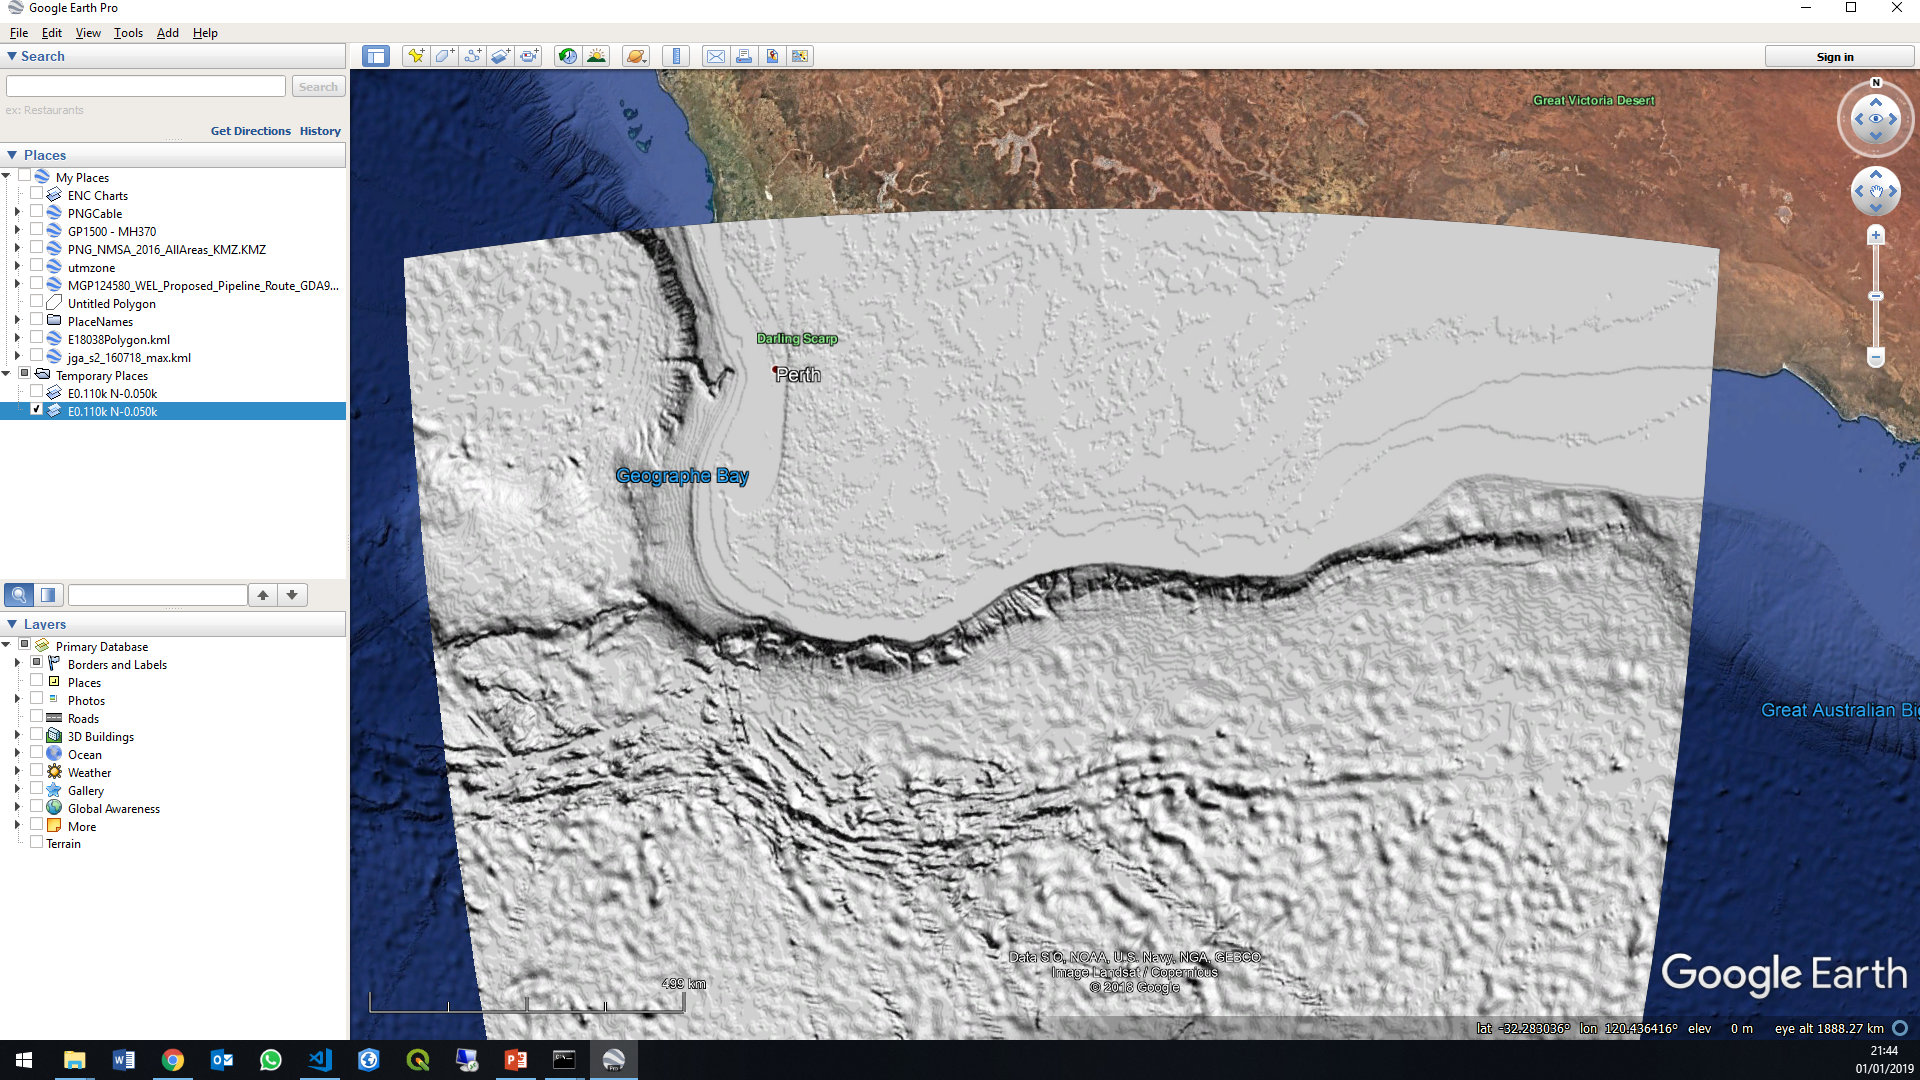 Google Earth Pro
File Edit View Tools Add Help
Search
Search
ex: Restaurants
Get Directions History
Places
My Places
ENC Charts
PNGCable
GP1500 - MH370
PNG_NMSA_2016_AllAreas_KMZ.KMZ
utmzone
MGP124580_WEL_Proposed_Pipeline_Route_GDA9...
Untitled Polygon
PlaceNames
E18038Polygon.kml
jga_s2_160718_max.kml
Temporary Places
E0.110k N-0.050k
E0.110k N-0.050k
Layers
Primary Database
Borders and Labels
Places
Photos
Roads
3D Buildings
Ocean
Weather
Gallery
Global Awareness
More
Terrain
Sign in
N
Great Victoria Desert
Darling Scarp
Perth
Geographe Bay
Great Australian Bi
499 km
Data SIO, NOAA, U.S. Navy, NGA, GEBCO
Image Landsat / Copernicus
© 2018 Google
Google Earth
lat -32.283036° lon 120.436416° elev 0 m eye alt 1888.27 km
21:44
01/01/2019